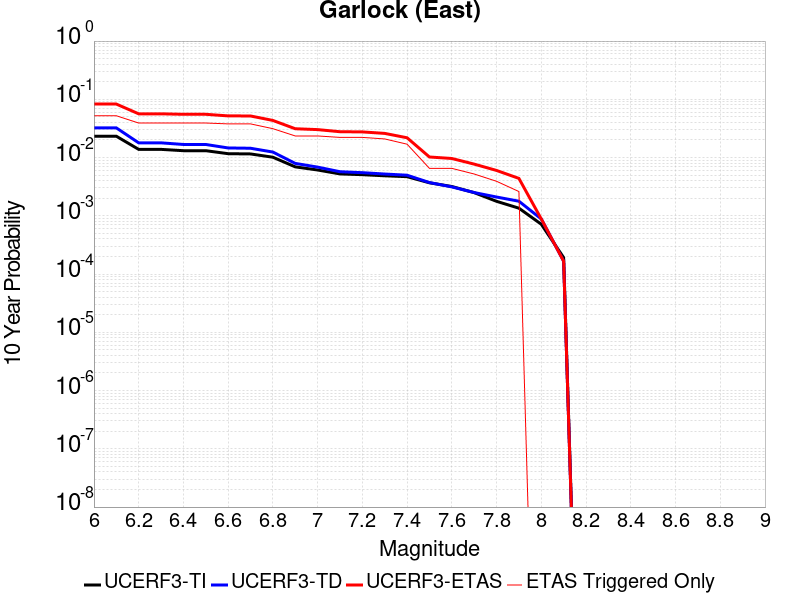 Garlock (East)
10 0
10 -1
10 -2
10 -3
10 -4
10 -5
10 -6
10 -7
10 -8
10 Year Probability
6 6.2 6.4 6.6 6.8 7 7.2 7.4 7.6 7.8 8 8.2 8.4 8.6 8.8 9
Magnitude
UCERF3-TI UCERF3-TD UCERF3-ETAS ETAS Triggered Only